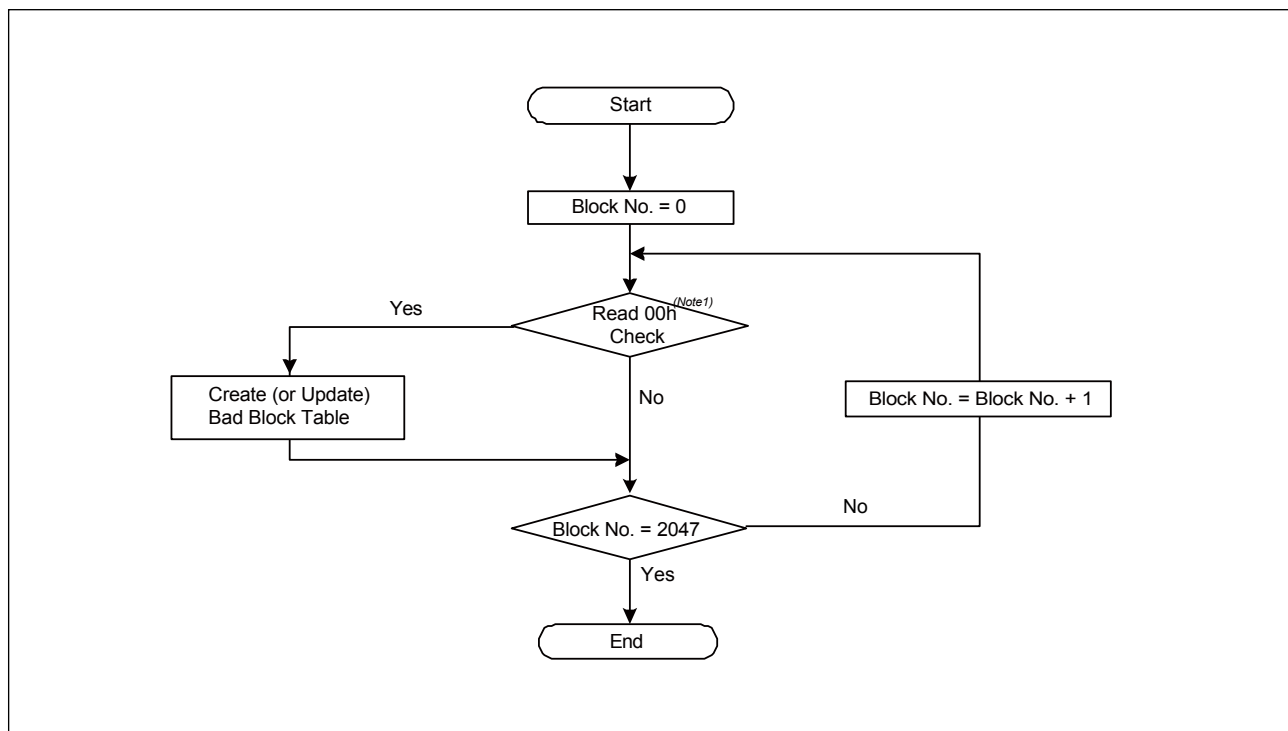 Start
Block No. = 0
(Note1)
Yes
Read 00h
Check
Create (or Update)
Bad Block Table
No
Block No. = Block No. + 1
Block No. = 2047
No
Yes
End